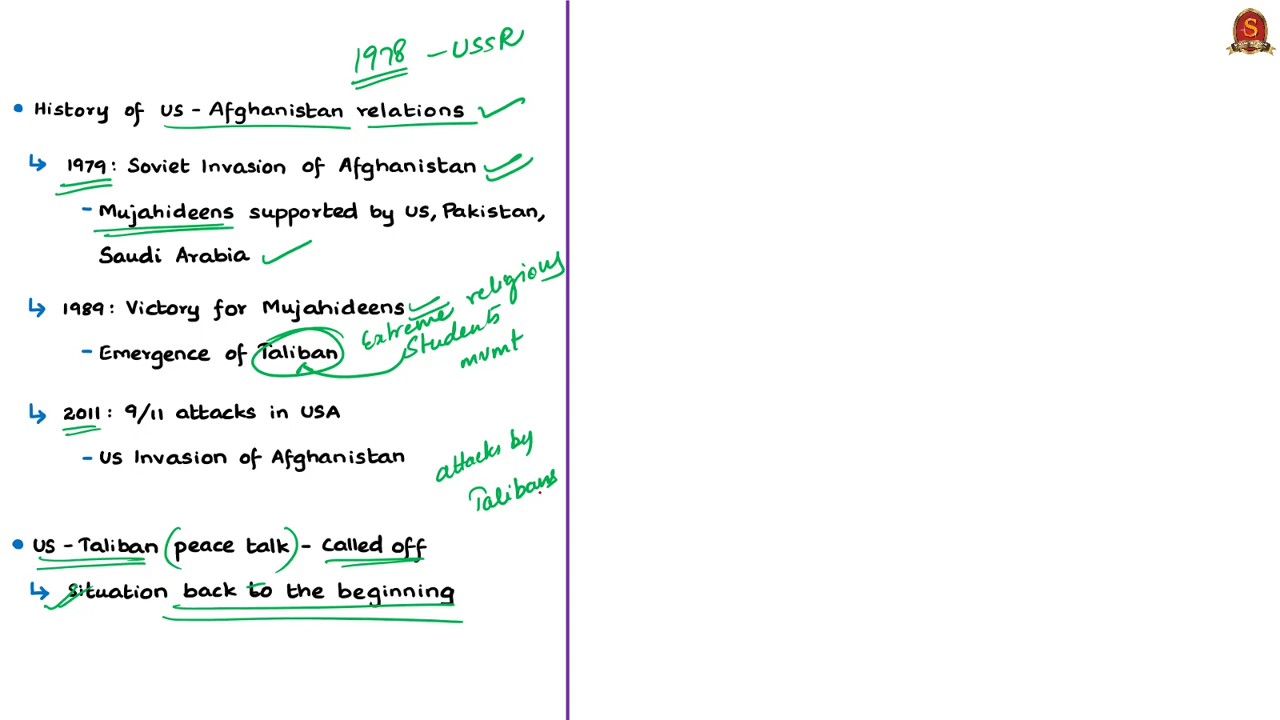 1978 - USSR
• History of US - Afghanistan relations
↳ 1979: Soviet Invasion of Afghanistan
- Mujahideens supported by US, Pakistan,
Saudi Arabia
↳ 1989: Victory for Mujahideens
Extreme religious
- Emergence of Taliban
Students
mvmt
↳ 2011: 9/11 attacks in USA
- US Invasion of Afghanistan
attacks by
Talibans
• US - Taliban (peace talk) - Called off
↳ Situation back to the beginning
S